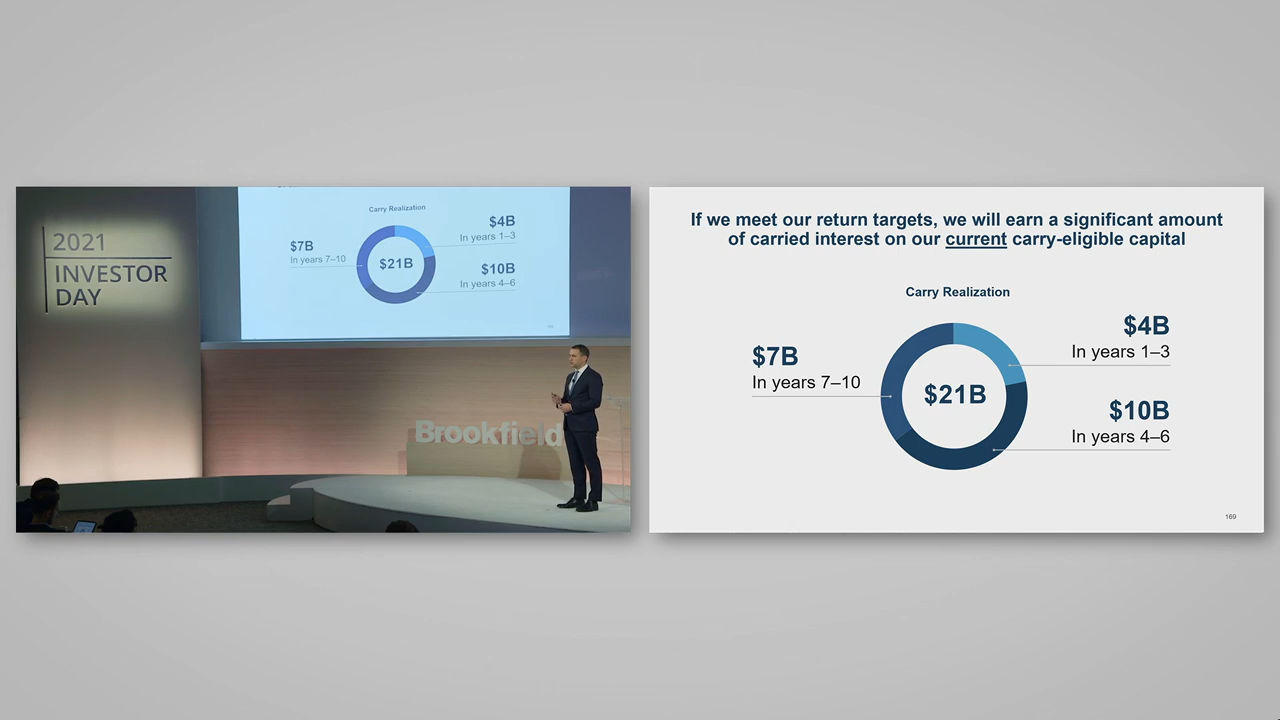 2021
INVESTOR
DAY
Carry Realization
$7B
In years 7–10
$21B
$4B
In years 1–3
$10B
In years 4–6
Brookfield
If we meet our return targets, we will earn a significant amount
of carried interest on our current carry-eligible capital
Carry Realization
$7B
In years 7–10
$21B
$4B
In years 1–3
$10B
In years 4–6
169